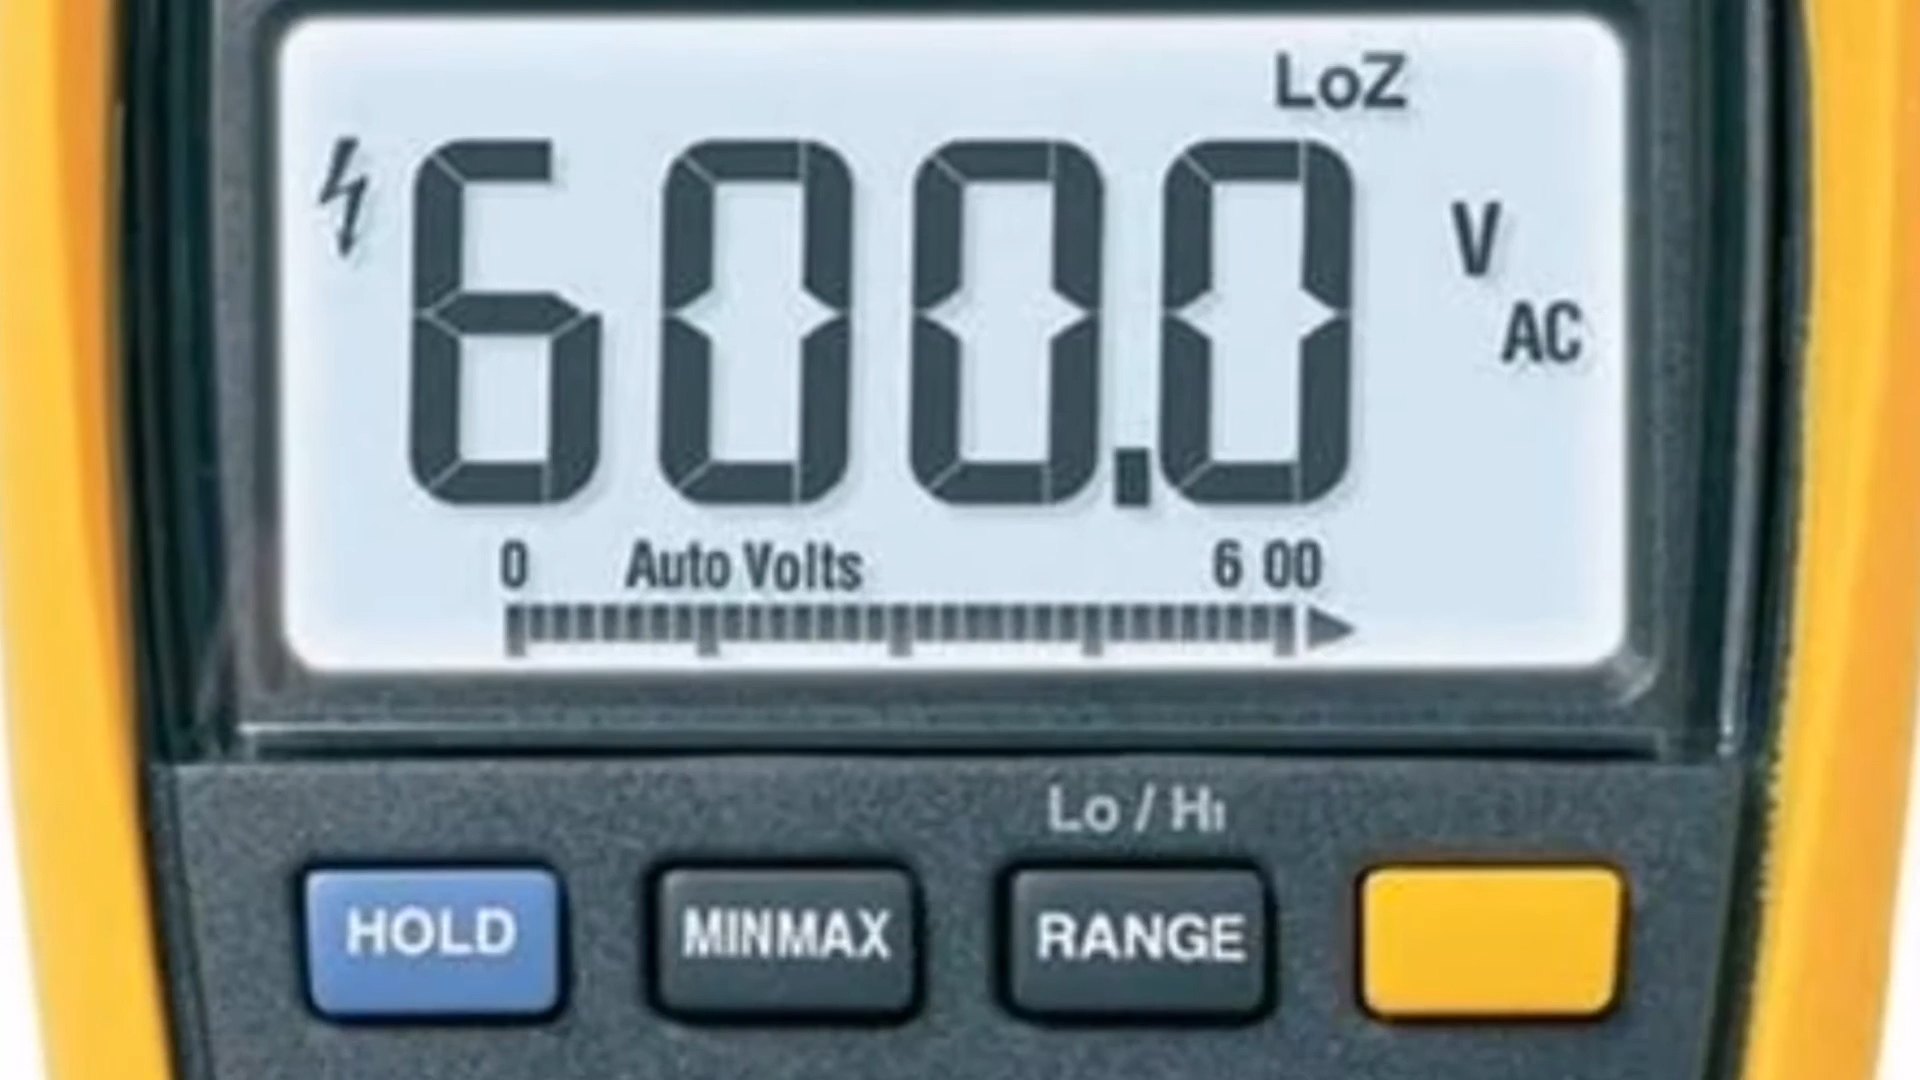 LoZ
600.0 V
AC
0 Auto Volts 6 00
Lo / Hi
HOLD MINMAX RANGE